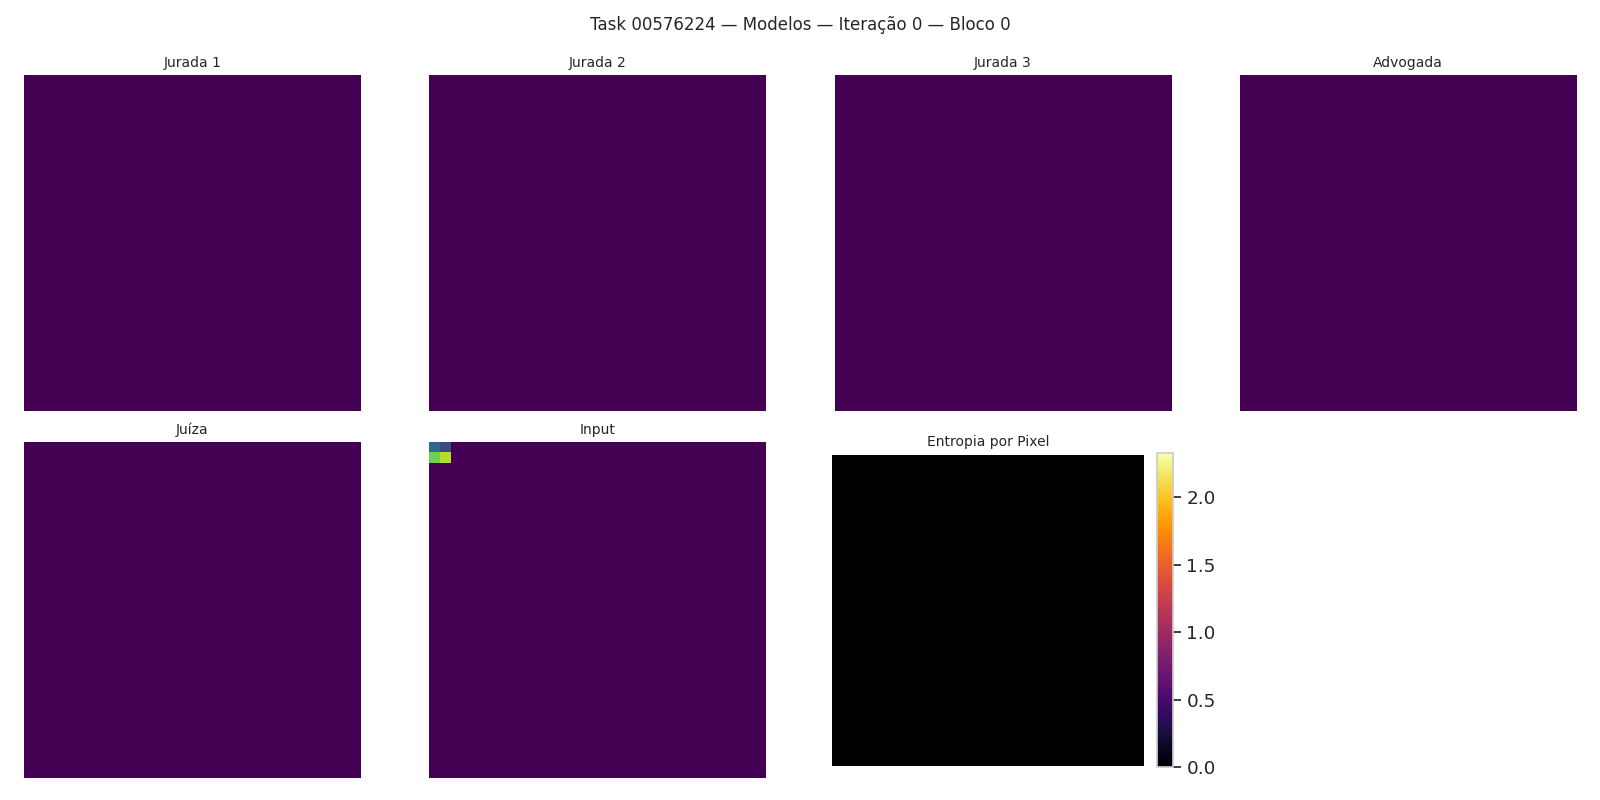 Task 00576224 — Modelos — Iteração 0 — Bloco 0
Jurada 1
Jurada 2
Jurada 3
Advogada
Juíza
Input
Entropia por Pixel
2.0
1.5
1.0
0.5
0.0